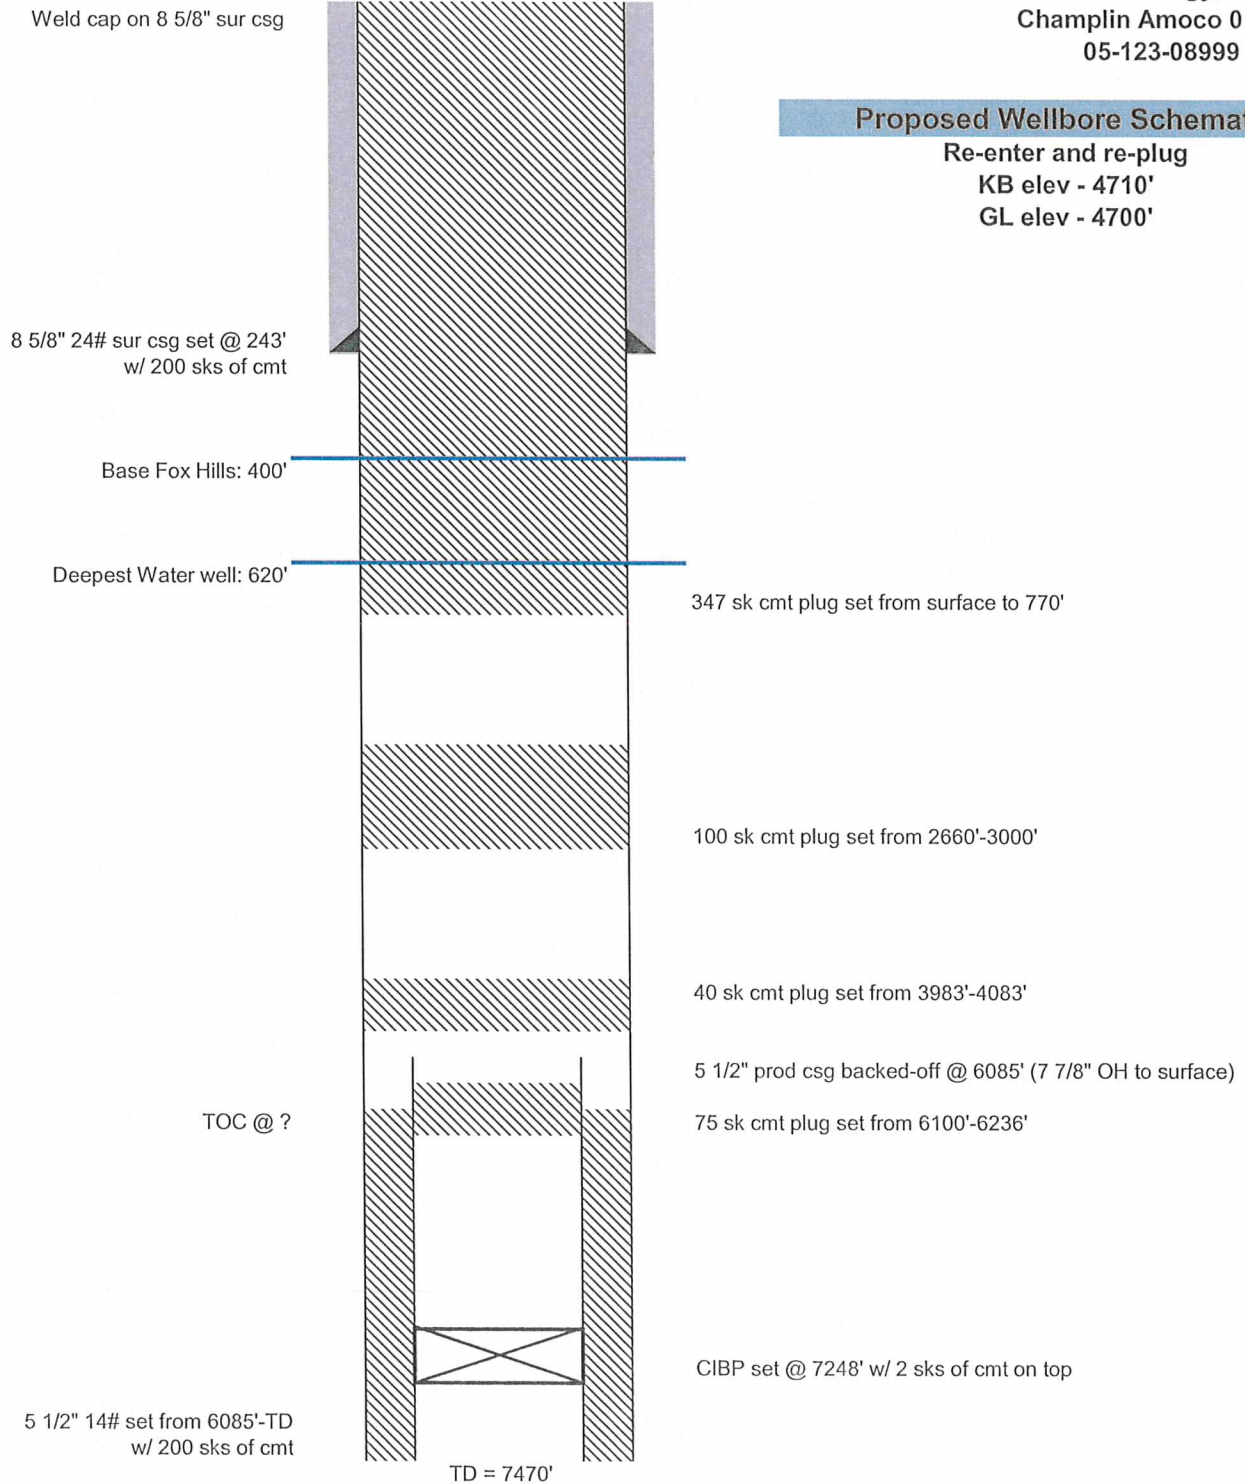 Weld cap on 8 5/8" sur csg
Champlin Amoco 0
05-123-08999
Proposed Wellbore Schemat
Re-enter and re-plug
KB elev - 4710'
GL elev - 4700'
8 5/8" 24# sur csg set @ 243'
w/ 200 sks of cmt
Base Fox Hills: 400'
Deepest Water well: 620'
347 sk cmt plug set from surface to 770'
100 sk cmt plug set from 2660'-3000'
40 sk cmt plug set from 3983'-4083'
5 1/2" prod csg backed-off @ 6085' (7 7/8" OH to surface)
TOC @ ?
75 sk cmt plug set from 6100'-6236'
CIBP set @ 7248' w/ 2 sks of cmt on top
5 1/2" 14# set from 6085'-TD
w/ 200 sks of cmt
TD = 7470'